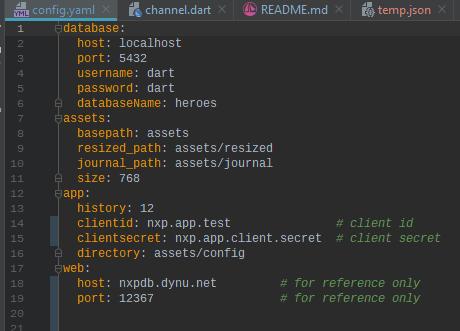 config.yaml channel.dart README.md temp.json
1 database:
2 host: localhost
3 port: 5432
4 username: dart
5 password: dart
6 databaseName: heroes
7 assets:
8 basepath: assets
9 resized_path: assets/resized
10 journal_path: assets/journal
11 size: 768
12 app:
13 history: 12
14 clientid: nxp.app.test # client id
15 clientsecret: nxp.app.client.secret # client secret
16 directory: assets/config
17 web:
18 host: nxpdb.dynu.net # for reference only
19 port: 12367 # for reference only
20
21